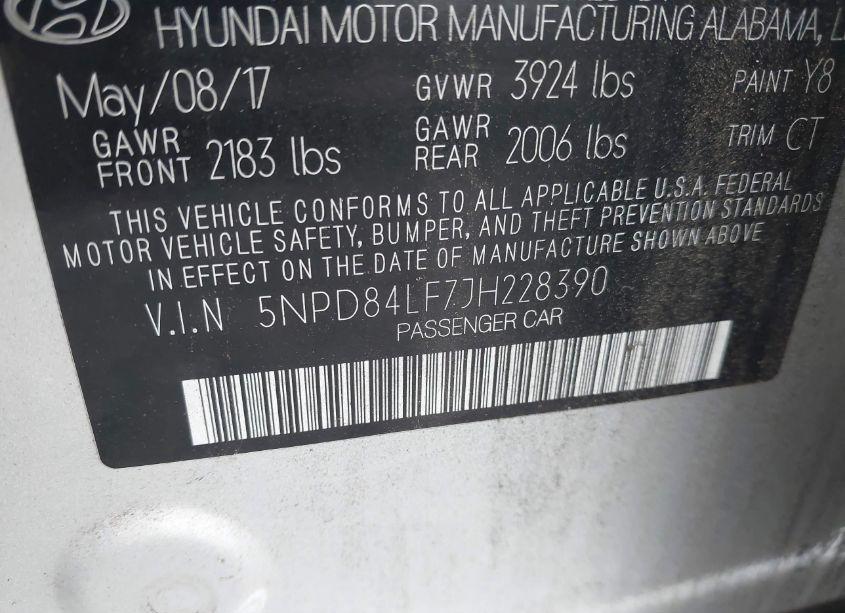 HYUNDAI MOTOR MANUFACTURING ALABAMA,
May/08/17 GVWR 3924 lbs PAINT Y8
GAWR FRONT 2183 lbs GAWR REAR 2006 lbs TRIM CT
THIS VEHICLE CONFORMS TO ALL APPLICABLE U.S.A. FEDERAL
MOTOR VEHICLE SAFETY, BUMPER, AND THEFT PREVENTION STANDARDS
IN EFFECT ON THE DATE OF MANUFACTURE SHOWN ABOVE
V.I.N 5NPD84LF7JH228390
PASSENGER CAR